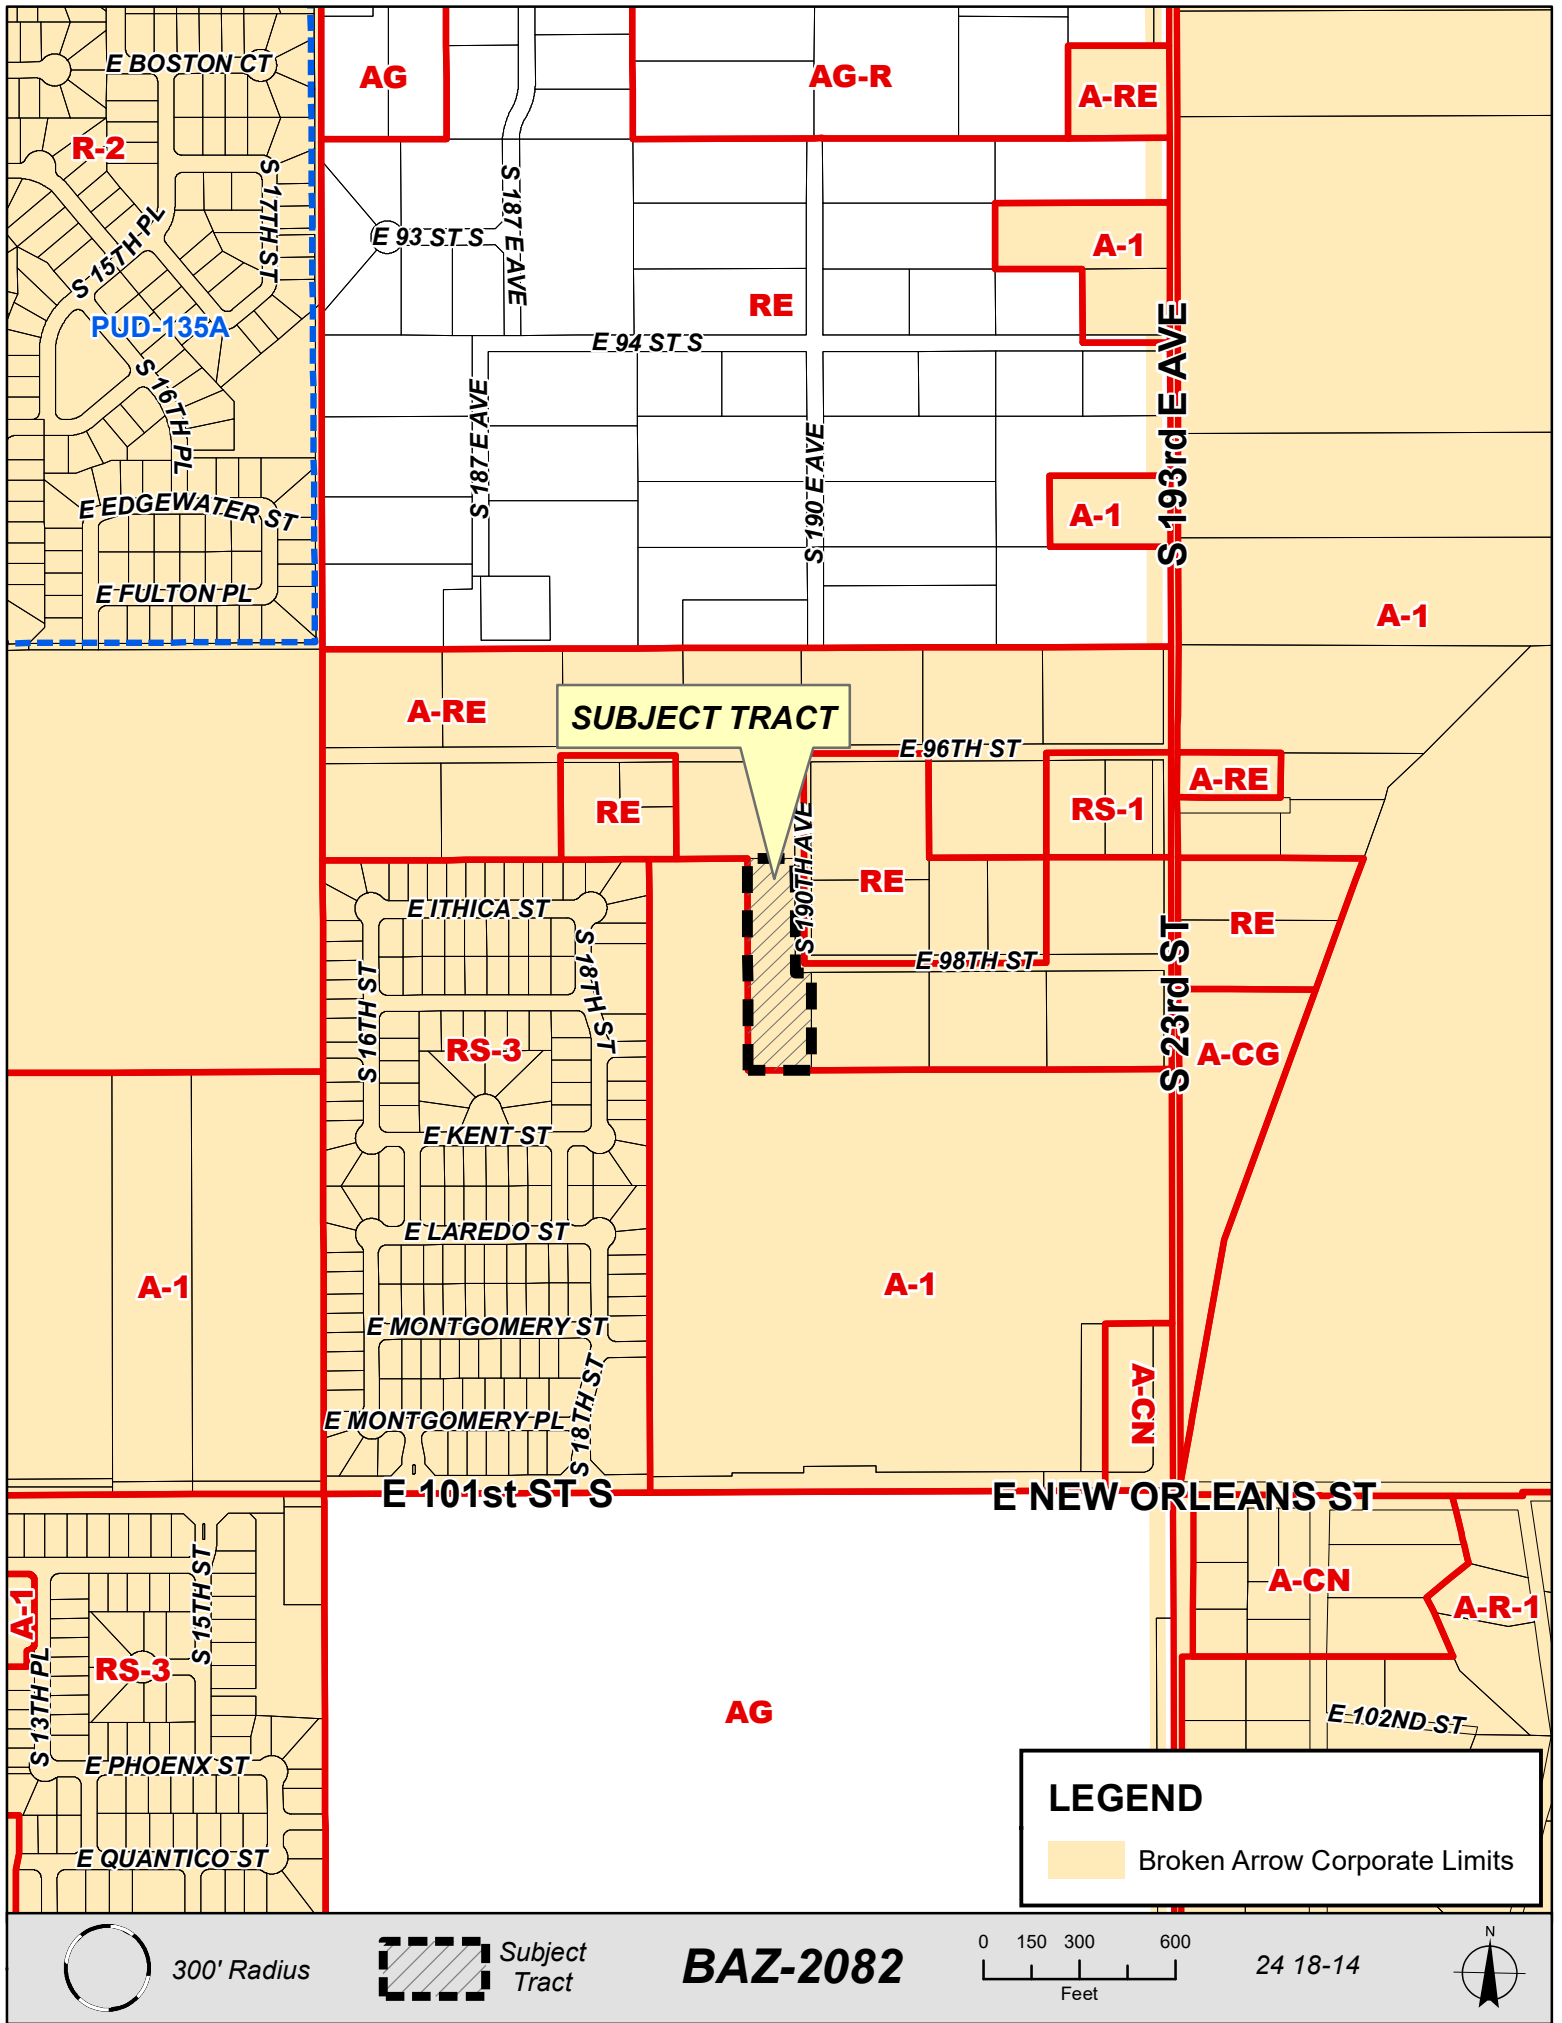 E BOSTON CT
AG
AG-R
A-RE
R-2
S 17TH ST
S 187 E AVE
S 15TH PL
E 93 ST S
A-1
RE
PUD-135A
E 94 ST S
S 193rd E AVE
S 16TH PL
S 187 E AVE
S 190 E AVE
E EDGEWATER ST
A-1
E FULTON PL
A-1
A-RE
SUBJECT TRACT
E 96TH ST
A-RE
RE
RS-1
S 190TH AVE
RE
E ITHICA ST
RE
S 18TH ST
S 16TH ST
E 98TH ST
S 23rd ST
RS-3
A-CG
E KENT ST
E LAREDO ST
A-1
A-1
E MONTGOMERY ST
A-CN
S 18TH ST
E MONTGOMERY PL
E 101st ST S
E NEW ORLEANS ST
A-1
S 15TH ST
A-CN
A-R-1
RS-3
S 13TH PL
AG
E 102ND ST
E PHOENX ST
E QUANTICO ST
LEGEND
Broken Arrow Corporate Limits
300' Radius
Subject
Tract
BAZ-2082
0 150 300 600
Feet
24 18-14
N